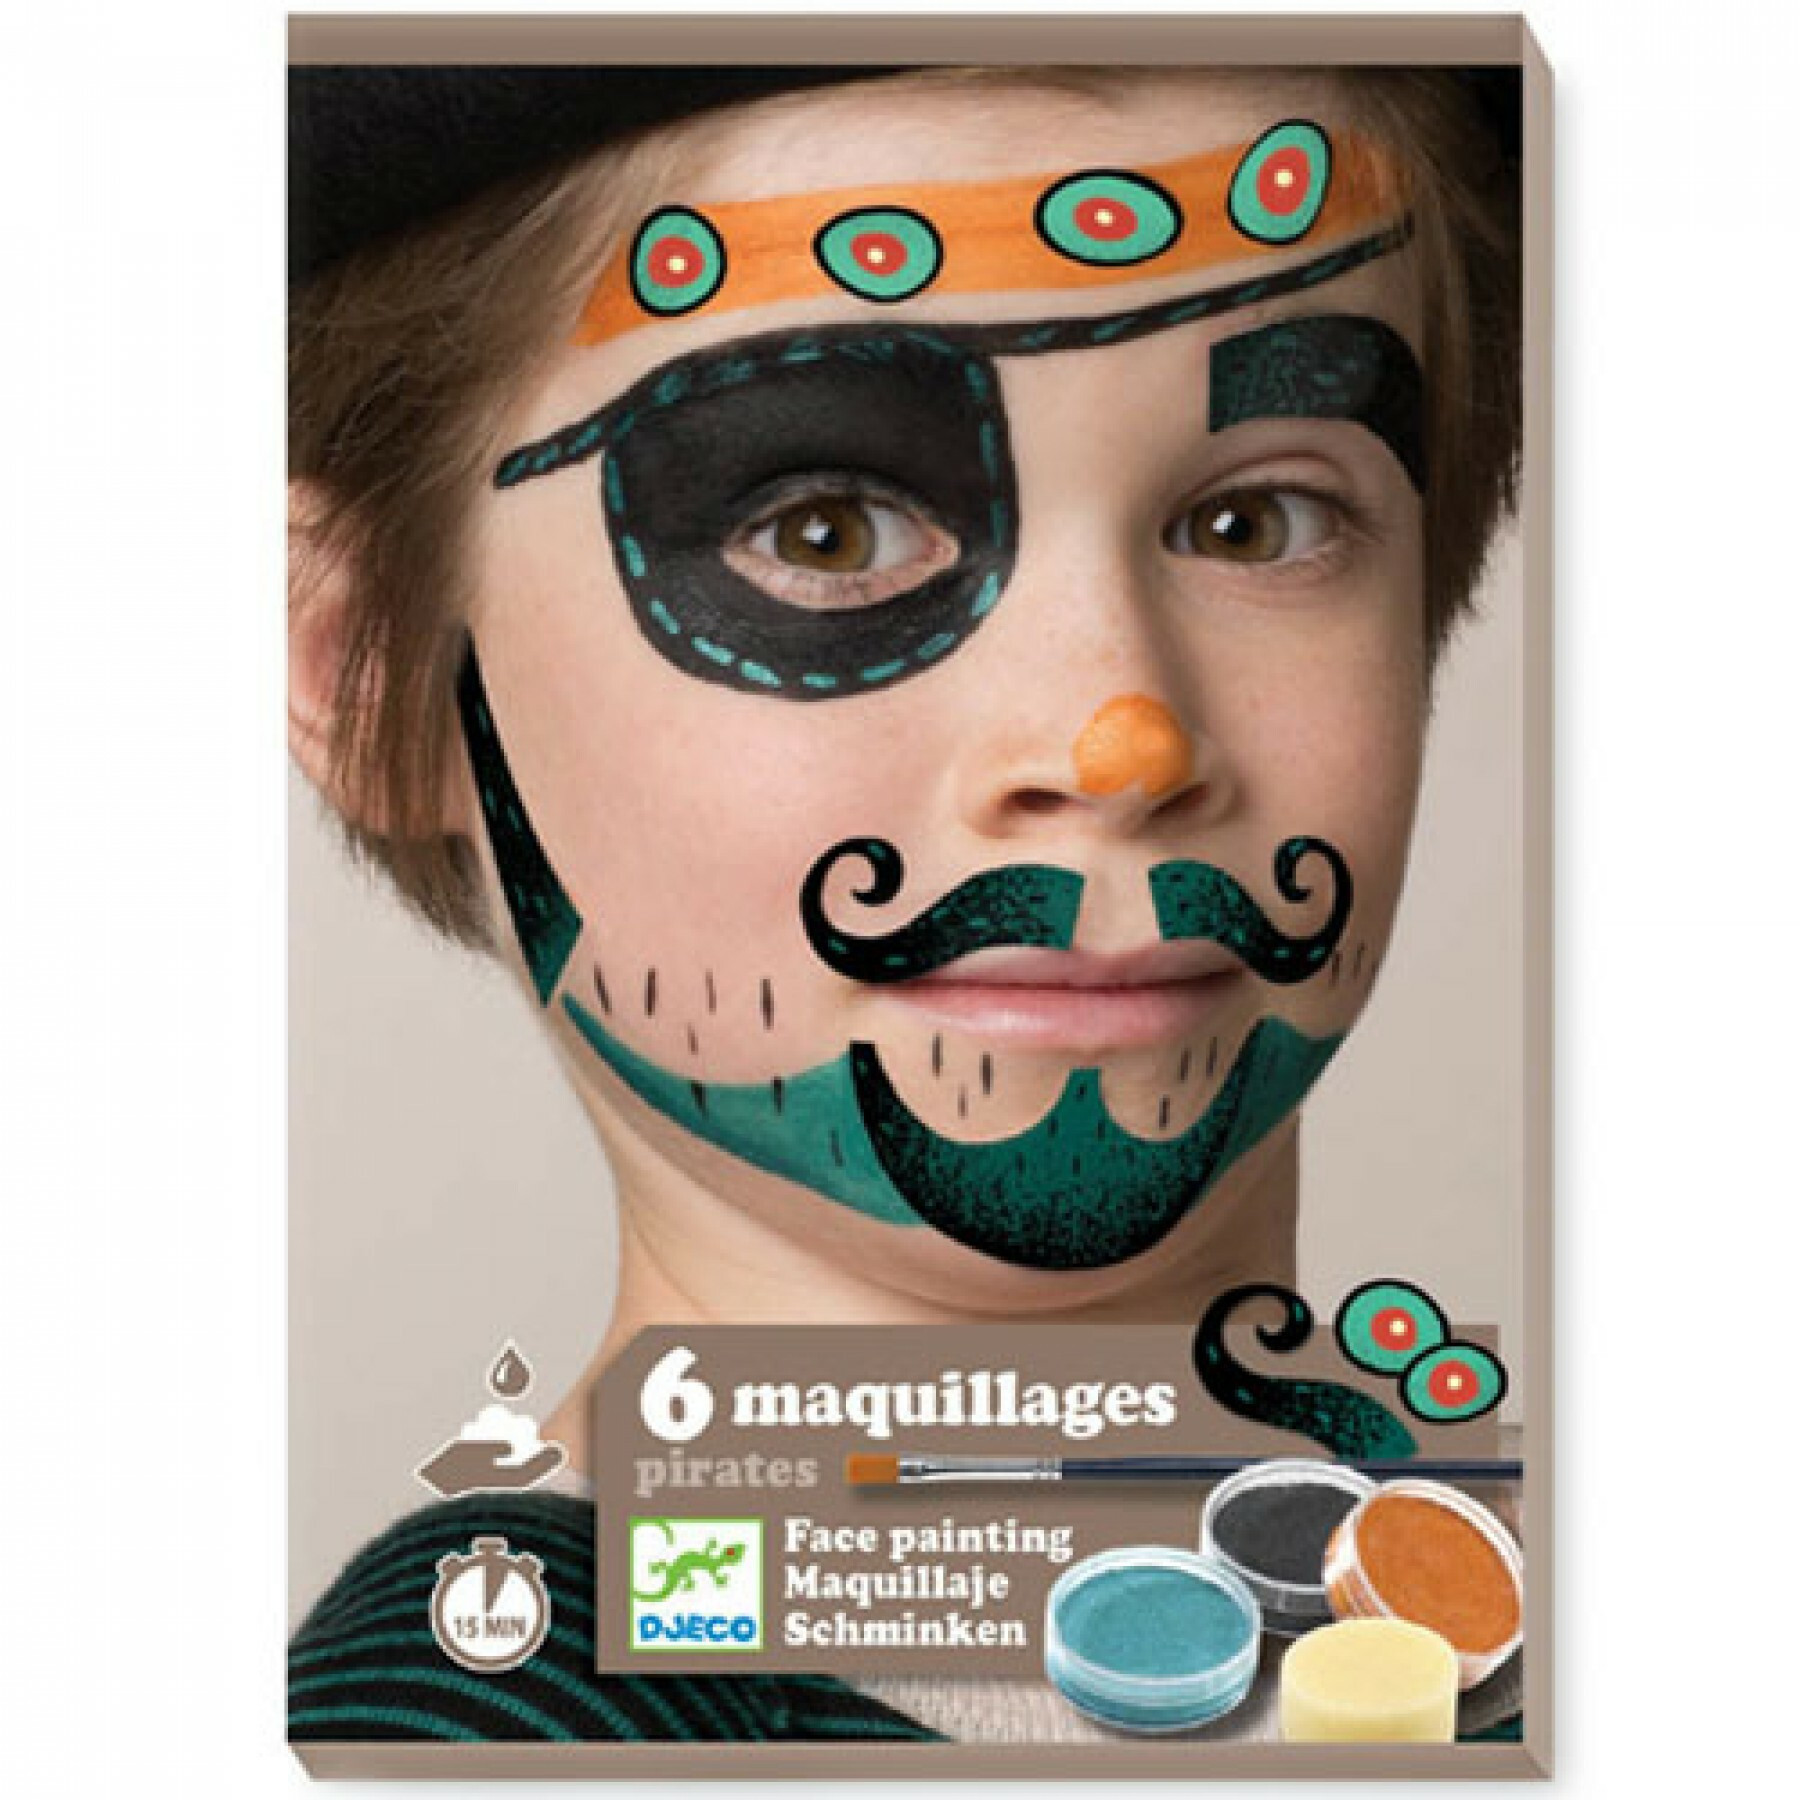 6 maquillages
pirates
Face painting
Maquillaje
Schminken
DJECO
15 MIN